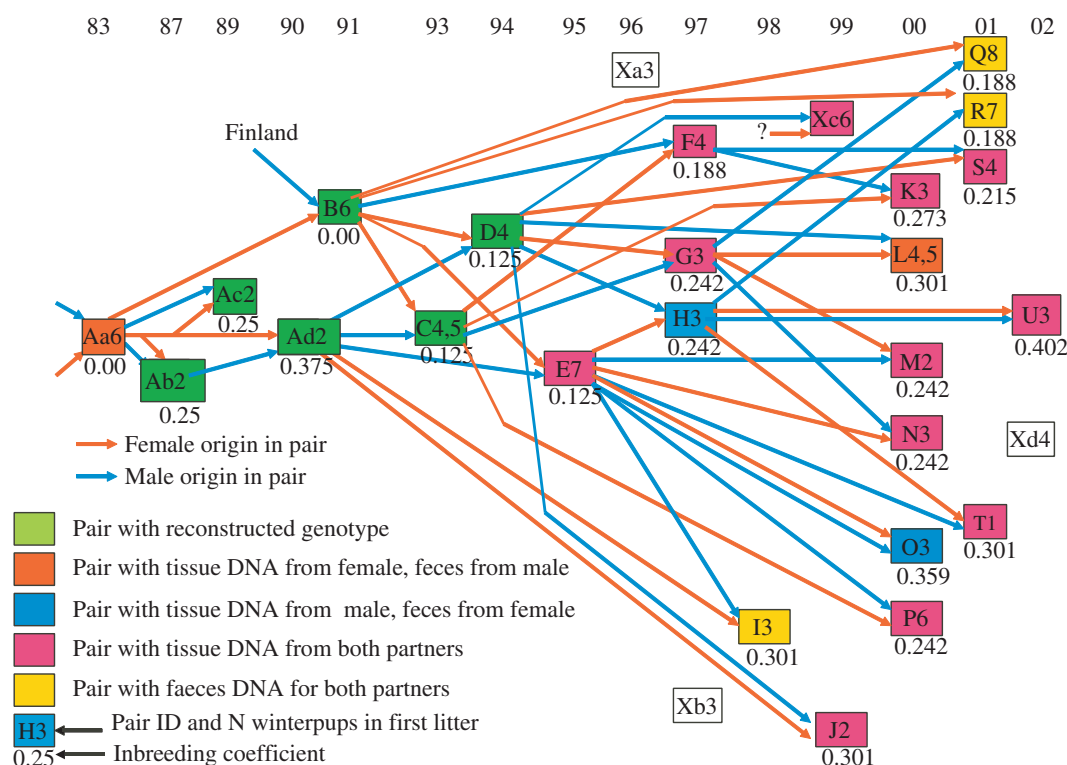 83 87 89 90 91 93 94 95 96 97 98 99 00 01 02
Q8
0.188
Xa3
R7
0.188
Xc6
?
Finland
F4
0.188
S4
0.215
K3
0.273
B6
0.00
D4
0.125
G3
0.242
L4,5
0.301
Ac2
0.25
Aa6
0.00
Ad2
0.375
C4,5
0.125
H3
0.242
U3
0.402
Ab2
0.25
E7
0.125
M2
0.242
N3
0.242
Xd4
Female origin in pair
Male origin in pair
T1
0.301
O3
0.359
P6
0.242
I3
0.301
Xb3
J2
0.301
Pair with reconstructed genotype
Pair with tissue DNA from female, feces from male
Pair with tissue DNA from male, feces from female
Pair with tissue DNA from both partners
Pair with faeces DNA for both partners
H3 Pair ID and N winterpups in first litter
0.25 Inbreeding coefficient